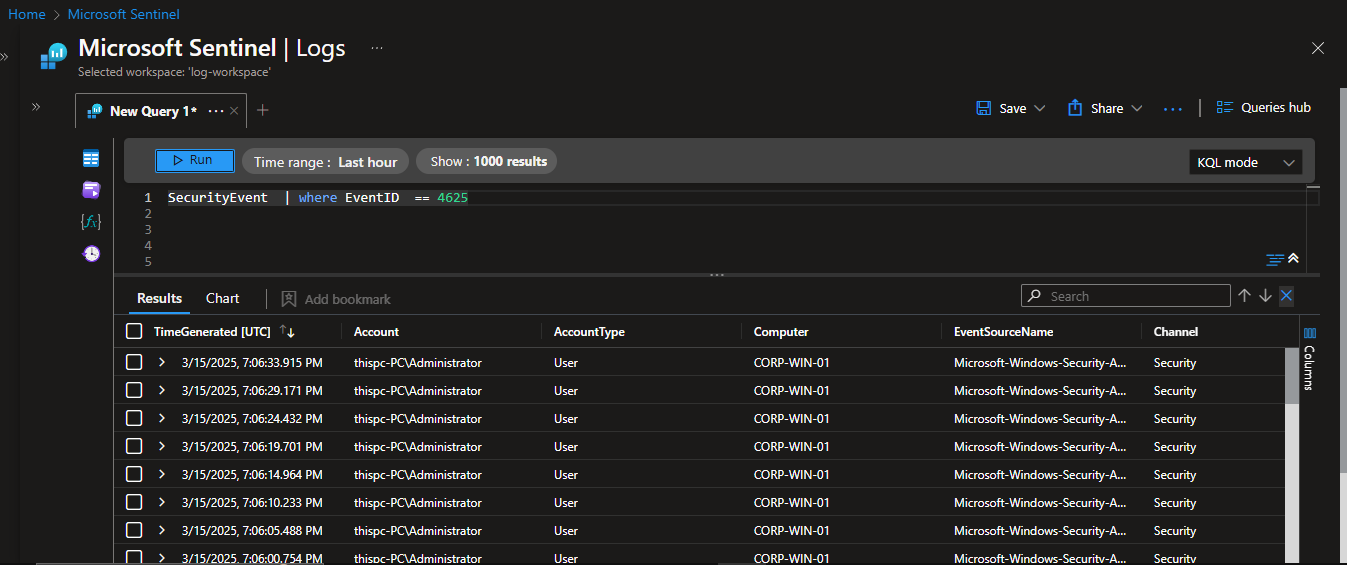 Home > Microsoft Sentinel
Microsoft Sentinel | Logs ...
Selected workspace: 'log-workspace'
New Query 1* ... × +
Save Share ... | Queries hub
Run Time range : Last hour Show : 1000 results KQL mode
1 SecurityEvent | where EventID == 4625
2
3
4
5
{fx}
Results Chart Add bookmark Search
TimeGenerated [UTC] Account AccountType Computer EventSourceName Channel
3/15/2025, 7:06:33.915 PM thispc-PC\Administrator User CORP-WIN-01 Microsoft-Windows-Security-A... Security
3/15/2025, 7:06:29.171 PM thispc-PC\Administrator User CORP-WIN-01 Microsoft-Windows-Security-A... Security
3/15/2025, 7:06:24.432 PM thispc-PC\Administrator User CORP-WIN-01 Microsoft-Windows-Security-A... Security
3/15/2025, 7:06:19.701 PM thispc-PC\Administrator User CORP-WIN-01 Microsoft-Windows-Security-A... Security
3/15/2025, 7:06:14.964 PM thispc-PC\Administrator User CORP-WIN-01 Microsoft-Windows-Security-A... Security
3/15/2025, 7:06:10.233 PM thispc-PC\Administrator User CORP-WIN-01 Microsoft-Windows-Security-A... Security
3/15/2025, 7:06:05.488 PM thispc-PC\Administrator User CORP-WIN-01 Microsoft-Windows-Security-A... Security
3/15/2025, 7:06:00.754 PM thispc-PC\Administrator User CORP-WIN-01 Microsoft-Windows-Security-A... Security
Columns